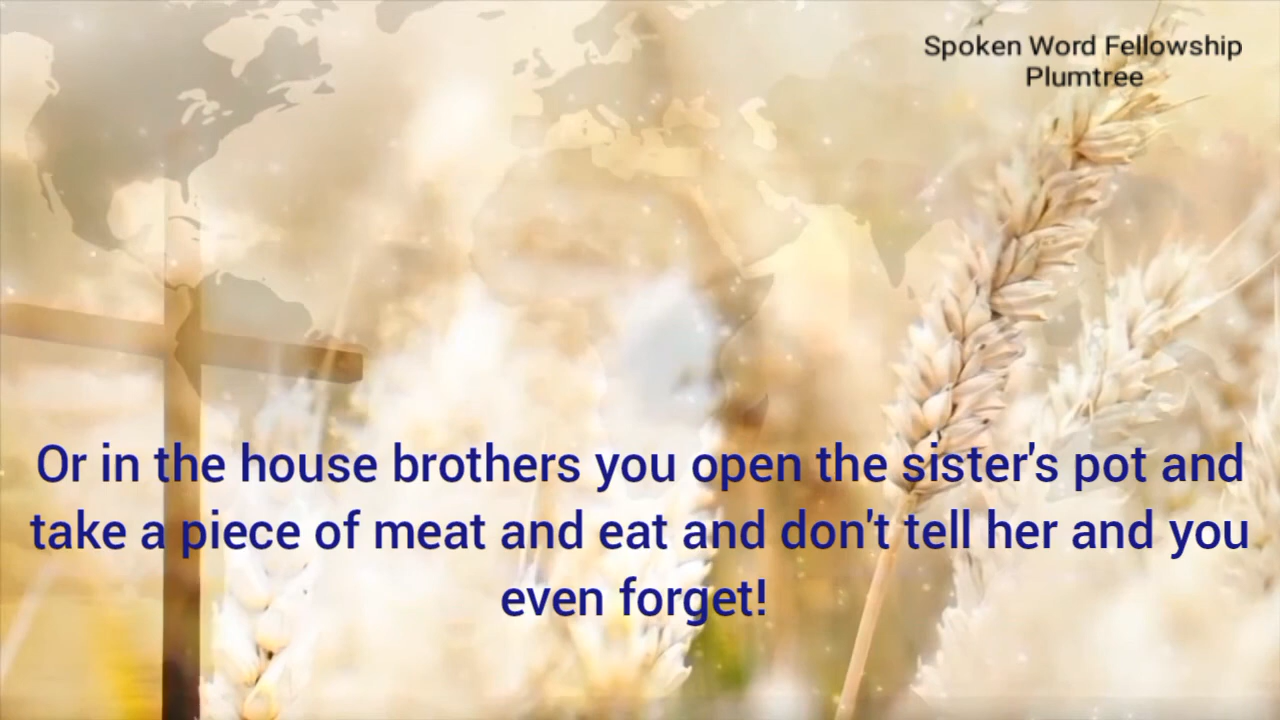 Spoken Word Fellowship
Plumtree
Or in the house brothers you open the sister's pot and
take a piece of meat and eat and don't tell her and you
even forget!